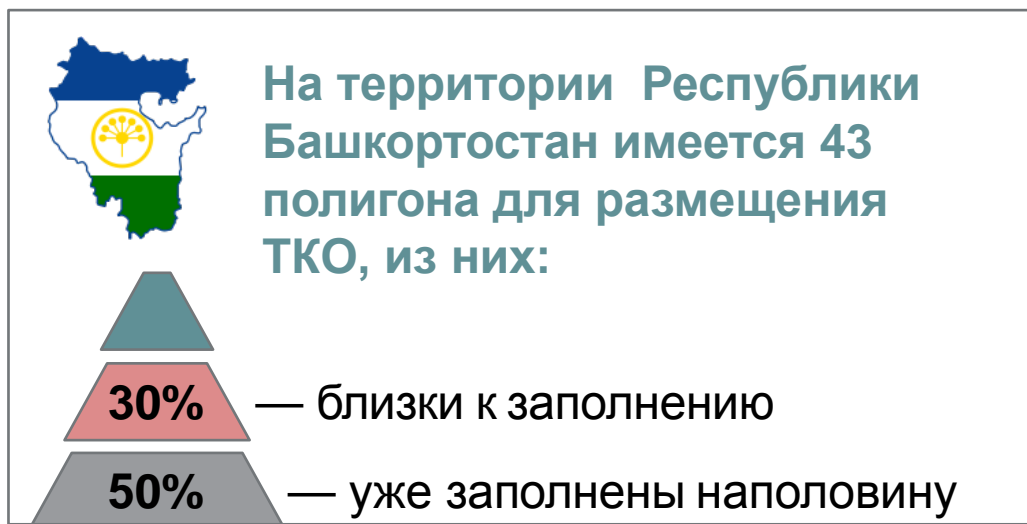 На территории Республики
Башкортостан имеется 43
полигона для размещения
ТКО, из них:
30% — близки к заполнению
50% — уже заполнены наполовину